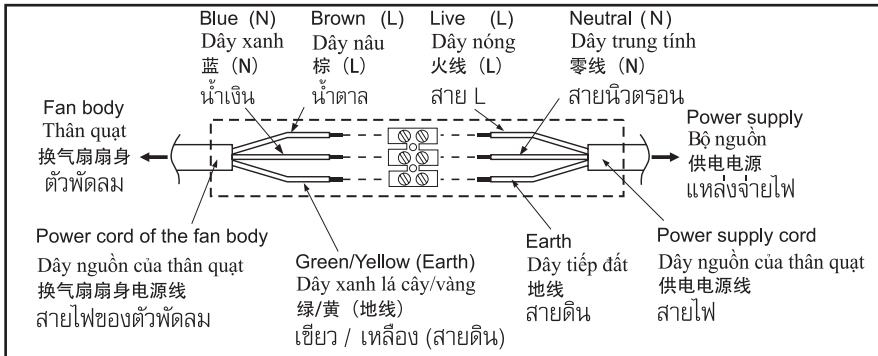 Blue (N)
Dây xanh
蓝（N）
น้ำเงิน
Brown (L)
Dây nâu
棕（L）
น้ำตาล
Live (L)
Dây nóng
火线（L）
สาย L
Neutral ( N )
Dây trung tính
零线（N）
สายนิวตรอน
Fan body
Thân quạt
换气扇扇身
ตัวพัดลม
Power supply
Bộ nguồn
供电电源
แหล่งจ่ายไฟ
Power cord of the fan body
Dây nguồn của thân quạt
换气扇扇身电源线
สายไฟของตัวพัดลม
Green/Yellow (Earth)
Dây xanh lá cây/vàng
绿/黄（地线）
เขียว / เหลือง (สายดิน)
Earth
Dây tiếp đất
地线
สายดิน
Power supply cord
Dây nguồn của thân quạt
供电电源线
สายไฟ